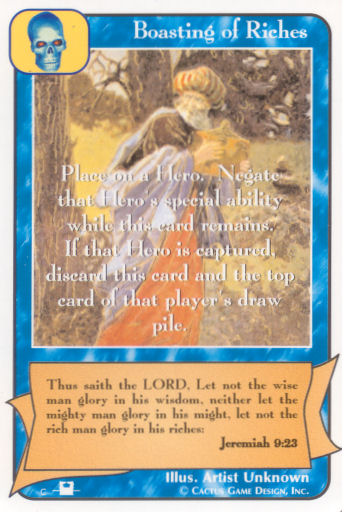 Boasting of Riches
Place on a Hero. Negate
that Hero's special ability
while this card remains.
If that Hero is captured,
discard this card and the top
card of that player's draw
pile.
Thus saith the LORD, Let not the wise
man glory in his wisdom, neither let the
mighty man glory in his might, let not the
rich man glory in his riches:
Jeremiah 9:23
Illus. Artist Unknown
C
© CACTUS GAME DESIGN, INC.